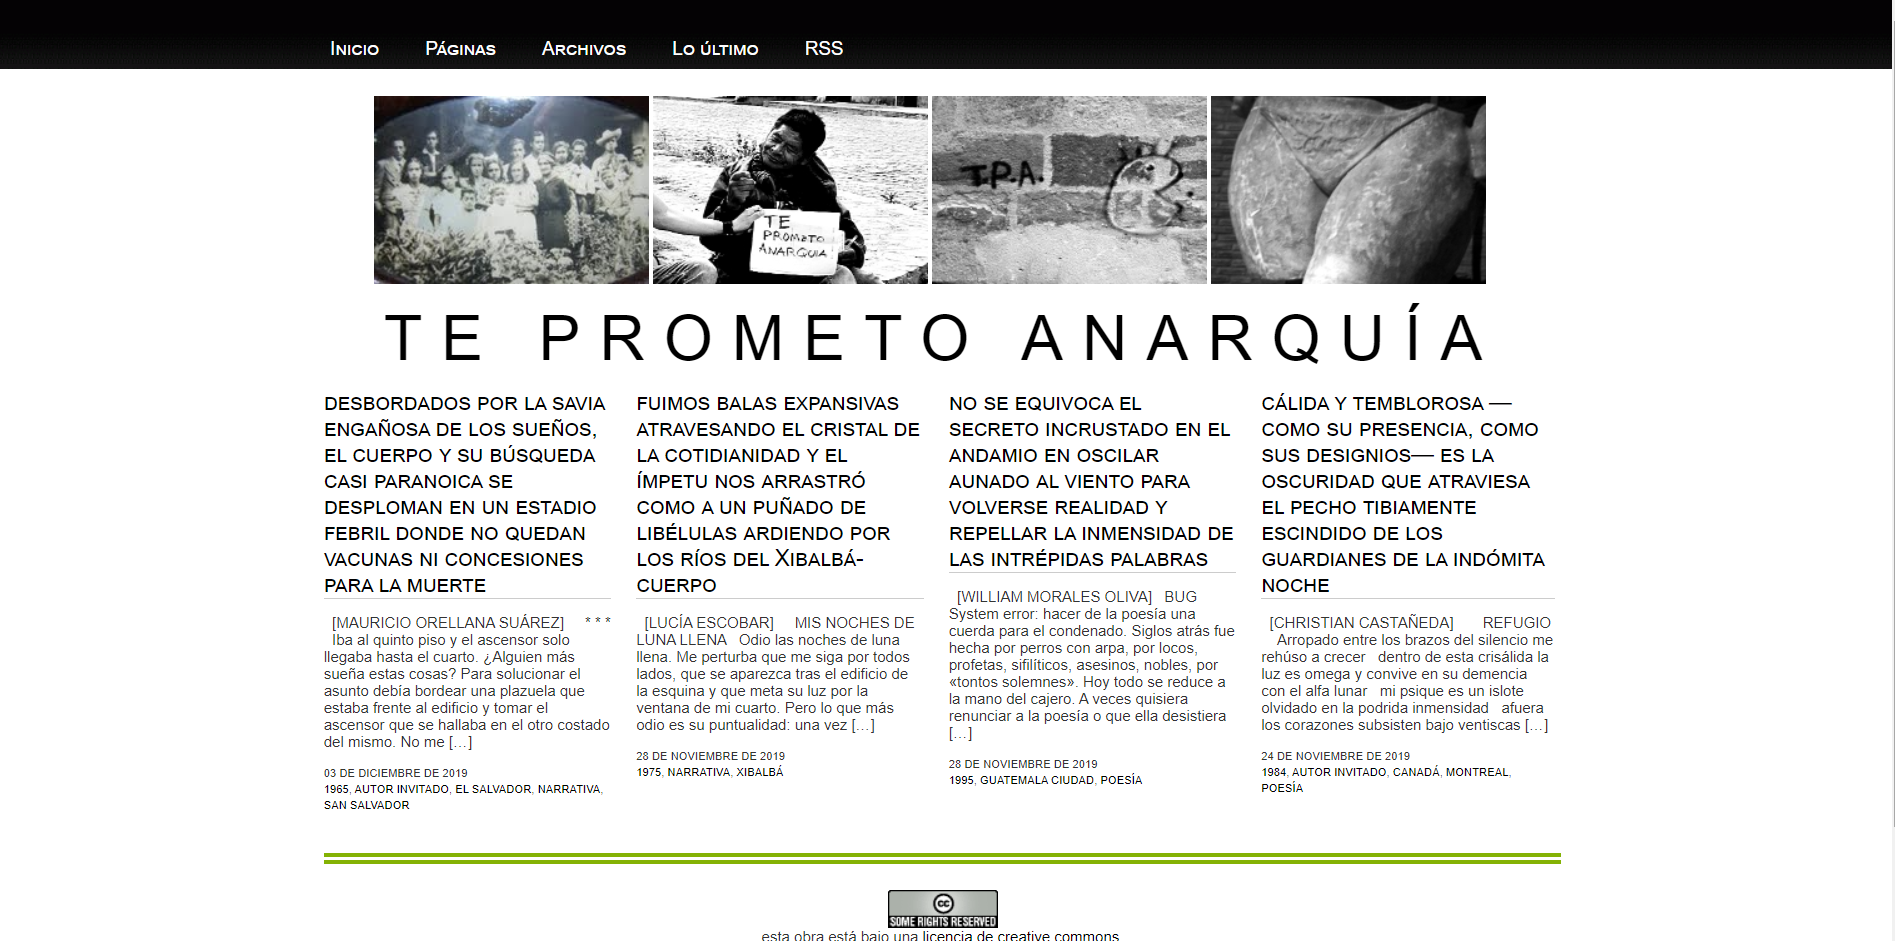 Inicio Páginas Archivos Lo último RSS
TE
PROMETO
ANARQUIA
T.P.A.
TE PROMETO ANARQUÍA
DESBORDADOS POR LA SAVIA
ENGAÑOSA DE LOS SUEÑOS,
EL CUERPO Y SU BÚSQUEDA
CASI PARANOICA SE
DESPLOMAN EN UN ESTADIO
FEBRIL DONDE NO QUEDAN
VACUNAS NI CONCESIONES
PARA LA MUERTE
[MAURICIO ORELLANA SUÁREZ] * * *
Iba al quinto piso y el ascensor solo
llegaba hasta el cuarto. ¿Alguien más
sueña estas cosas? Para solucionar el
asunto debía bordear una plazuela que
estaba frente al edificio y tomar el
ascensor que se hallaba en el otro costado
del mismo. No me […]
03 DE DICIEMBRE DE 2019
1965, AUTOR INVITADO, EL SALVADOR, NARRATIVA,
SAN SALVADOR
FUIMOS BALAS EXPANSIVAS
ATRAVESANDO EL CRISTAL DE
LA COTIDIANIDAD Y EL
ÍMPETU NOS ARRASTRÓ
COMO A UN PUÑADO DE
LIBÉLULAS ARDIENDO POR
LOS RÍOS DEL XIBALBÁ-
CUERPO
[LUCÍA ESCOBAR] MIS NOCHES DE
LUNA LLENA Odio las noches de luna
llena. Me perturba que me siga por todos
lados, que se aparezca tras el edificio de
la esquina y que meta su luz por la
ventana de mi cuarto. Pero lo que más
odio es su puntualidad: una vez […]
28 DE NOVIEMBRE DE 2019
1975, NARRATIVA, XIBALBÁ
NO SE EQUIVOCA EL
SECRETO INCRUSTADO EN EL
ANDAMIO EN OSCILAR
AUNADO AL VIENTO PARA
VOLVERSE REALIDAD Y
REPELLAR LA INMENSIDAD DE
LAS INTRÉPIDAS PALABRAS
[WILLIAM MORALES OLIVA] BUG
System error: hacer de la poesía una
cuerda para el condenado. Siglos atrás fue
hecha por perros con arpa, por locos,
profetas, sifilíticos, asesinos, nobles, por
«tontos solemnes». Hoy todo se reduce a
la mano del cajero. A veces quisiera
renunciar a la poesía o que ella desistiera
[…]
28 DE NOVIEMBRE DE 2019
1995, GUATEMALA CIUDAD, POESÍA
CÁLIDA Y TEMBLOROSA —
COMO SU PRESENCIA, COMO
SUS DESIGNIOS— ES LA
OSCURIDAD QUE ATRAVIESA
EL PECHO TIBIAMENTE
ESCINDIDO DE LOS
GUARDIANES DE LA INDÓMITA
NOCHE
[CHRISTIAN CASTAÑEDA] REFUGIO
Arropado entre los brazos del silencio me
rehúso a crecer dentro de esta crisálida la
luz es omega y convive en su demencia
con el alfa lunar mi psique es un islote
olvidado en la podrida inmensidad afuera
los corazones subsisten bajo ventiscas […]
24 DE NOVIEMBRE DE 2019
1984, AUTOR INVITADO, CANADÁ, MONTREAL,
POESÍA
cc
SOME RIGHTS RESERVED
esta obra está bajo una licencia de creative commons